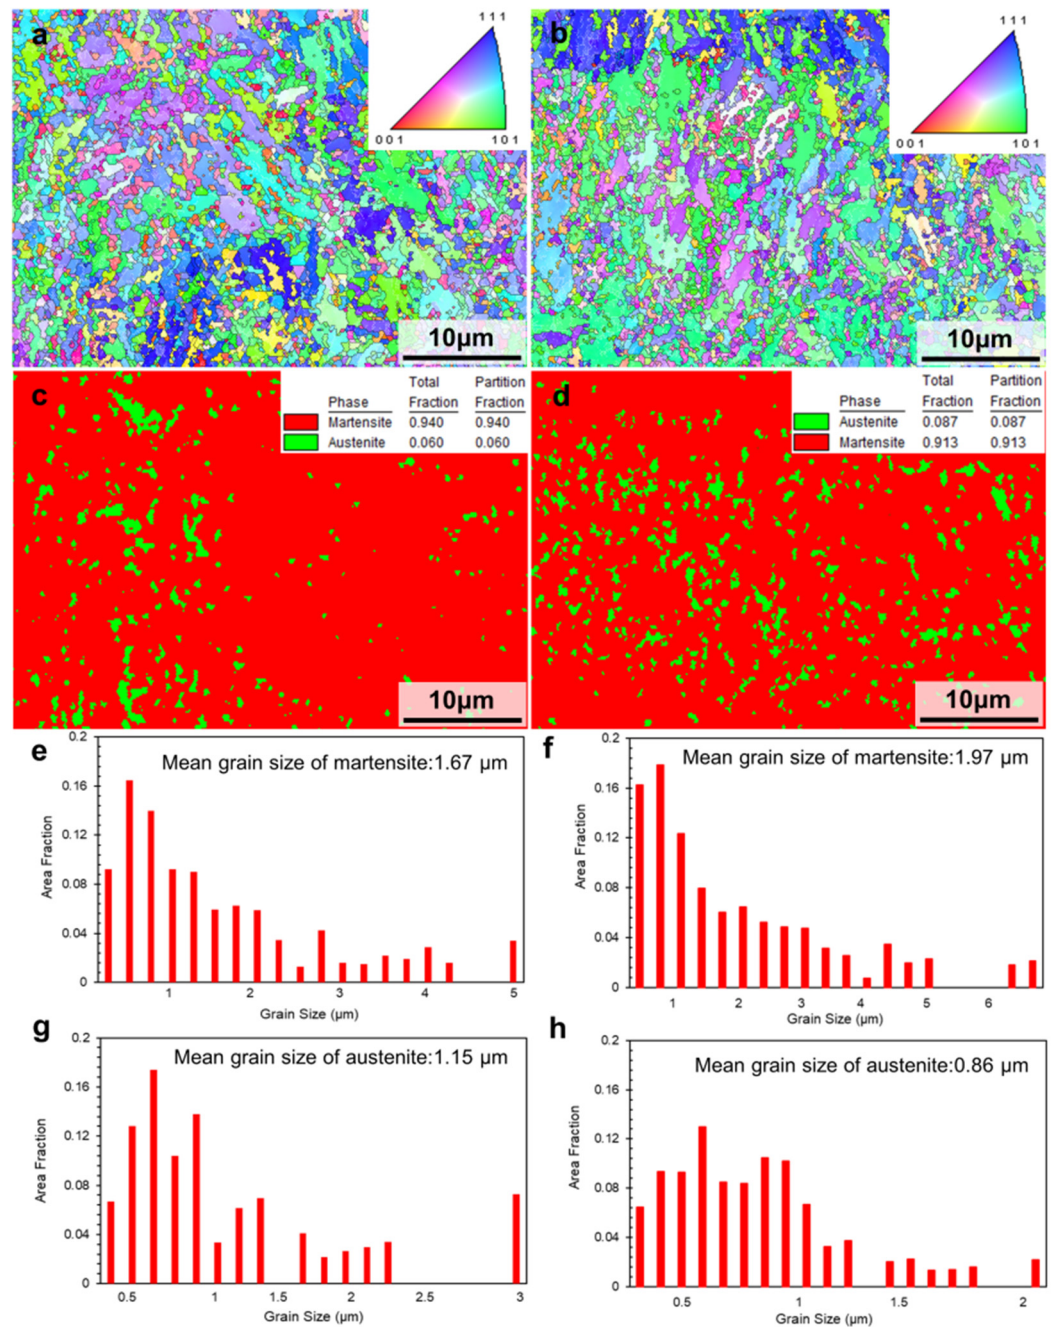 a
1 1 1
0 0 1
1 0 1
10μm
b
1 1 1
0 0 1
1 0 1
10μm
c
Total Partition
Phase Fraction Fraction
Martensite 0.940 0.940
Austenite 0.060 0.060
10μm
d
Total Partition
Phase Fraction Fraction
Austenite 0.087 0.087
Martensite 0.913 0.913
10μm
e
Mean grain size of martensite:1.67 μm
Area Fraction
0.2
0.16
0.12
0.08
0.04
0
1 2 3 4 5
Grain Size (μm)
f
Mean grain size of martensite:1.97 μm
Area Fraction
0.2
0.16
0.12
0.08
0.04
0
1 2 3 4 5 6
Grain Size (μm)
g
Mean grain size of austenite:1.15 μm
Area Fraction
0.2
0.16
0.12
0.08
0.04
0
0.5 1 1.5 2 2.5 3
Grain Size (μm)
h
Mean grain size of austenite:0.86 μm
Area Fraction
0.2
0.16
0.12
0.08
0.04
0
0.5 1 1.5 2
Grain Size (μm)